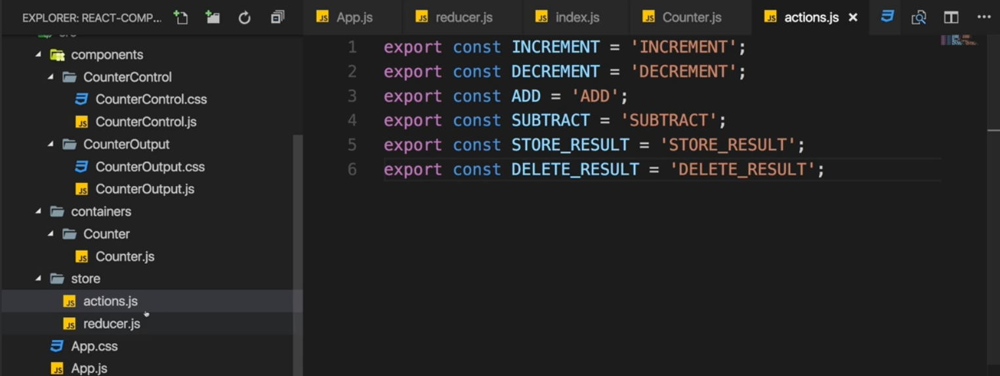 EXPLORER: REACT-COMP...
components
CounterControl
CounterControl.css
CounterControl.js
CounterOutput
CounterOutput.css
CounterOutput.js
containers
Counter
Counter.js
store
actions.js
reducer.js
App.css
App.js
App.js reducer.js index.js Counter.js actions.js
1 export const INCREMENT = 'INCREMENT';
2 export const DECREMENT = 'DECREMENT';
3 export const ADD = 'ADD';
4 export const SUBTRACT = 'SUBTRACT';
5 export const STORE_RESULT = 'STORE_RESULT';
6 export const DELETE_RESULT = 'DELETE_RESULT';